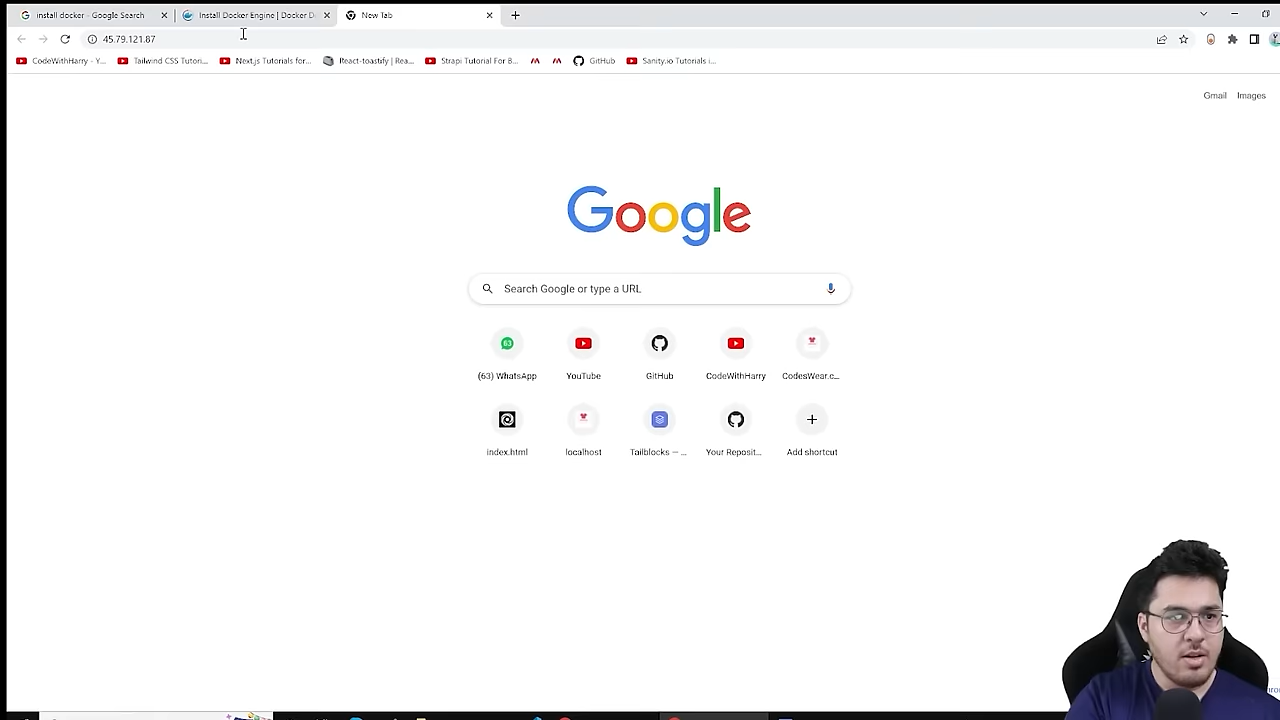 install docker - Google Search
Install Docker Engine | Docker D
New Tab
45.79.121.87
CodeWithHarry - Y...
Tailwind CSS Tutori...
Next.js Tutorials for...
React-toastify | Rea...
Strapi Tutorial For B...
GitHub
Sanity.io Tutorials i...
Gmail
Images
Google
Search Google or type a URL
63
(63) WhatsApp
YouTube
GitHub
CodeWithHarry
CodesWear.c...
index.html
localhost
Tailblocks — ...
Your Reposit...
Add shortcut